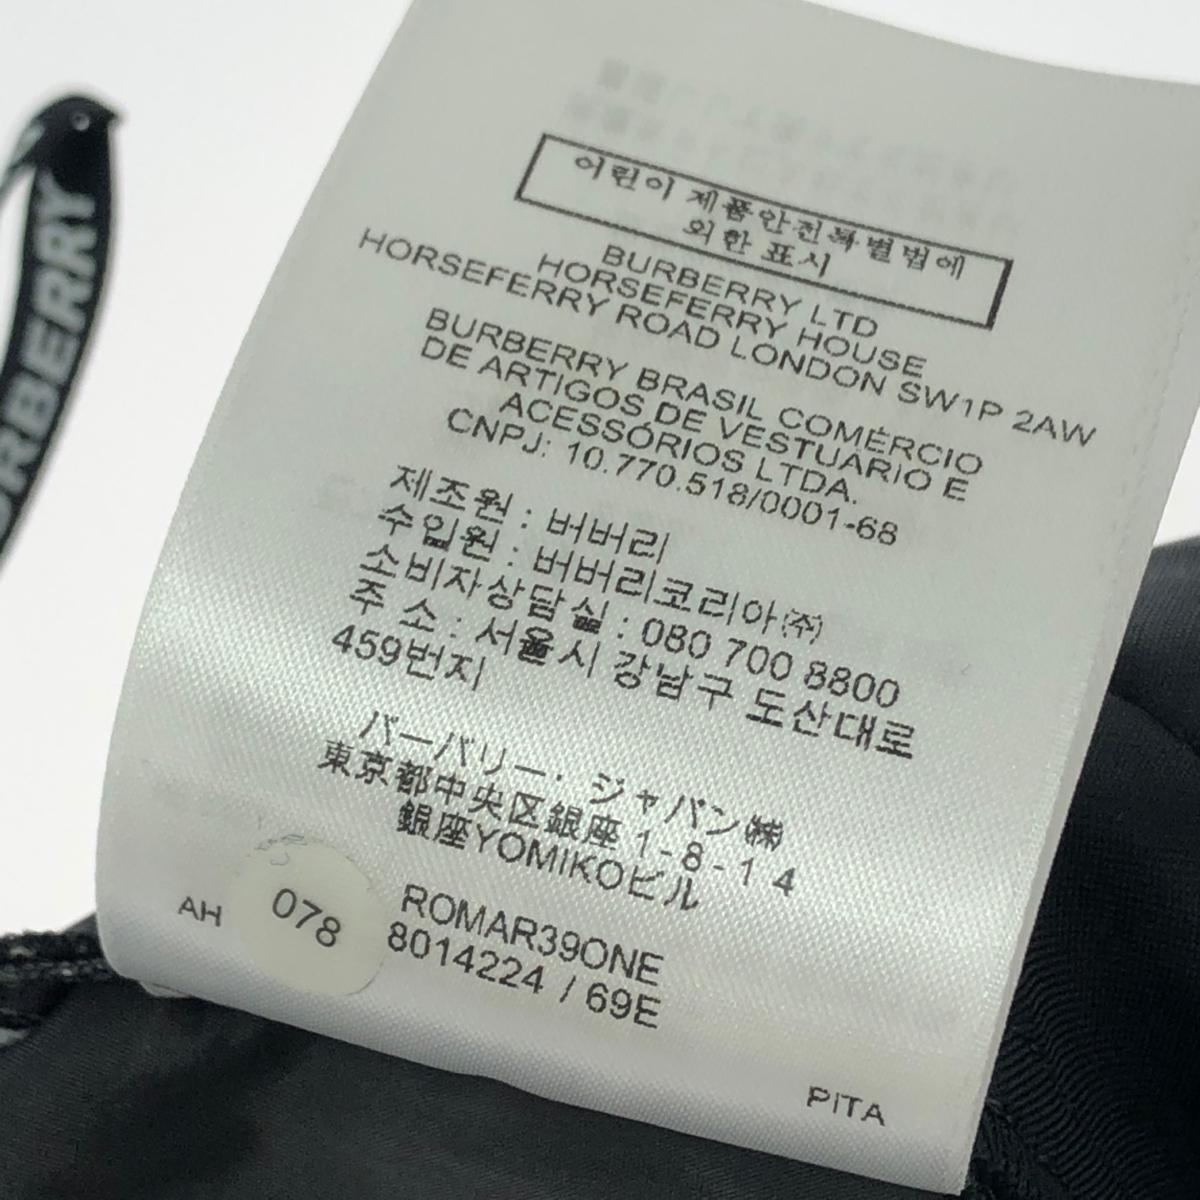 어린이 제품안전특별법에
외한 표시
BURBERRY LTD
HORSEFERRY HOUSE
HORSEFERRY ROAD LONDON SW1P 2AW
BURBERRY BRASIL COMÉRCIO
DE ARTIGOS DE VESTUARIO E
ACESSÓRIOS LTDA.
CNPJ: 10.770.518/0001-68
제조원 : 버버리
수입원 : 버버리코리아(주)
소비자상담실 : 080 700 8800
주 소 : 서울시 강남구 도산대로
459번지
バーバリー・ジャパン㈱
東京都中央区銀座1-8-14
銀座YOMIKOビル
AH
078
ROMAR39ONE
8014224 / 69E
PITA
URBERRY